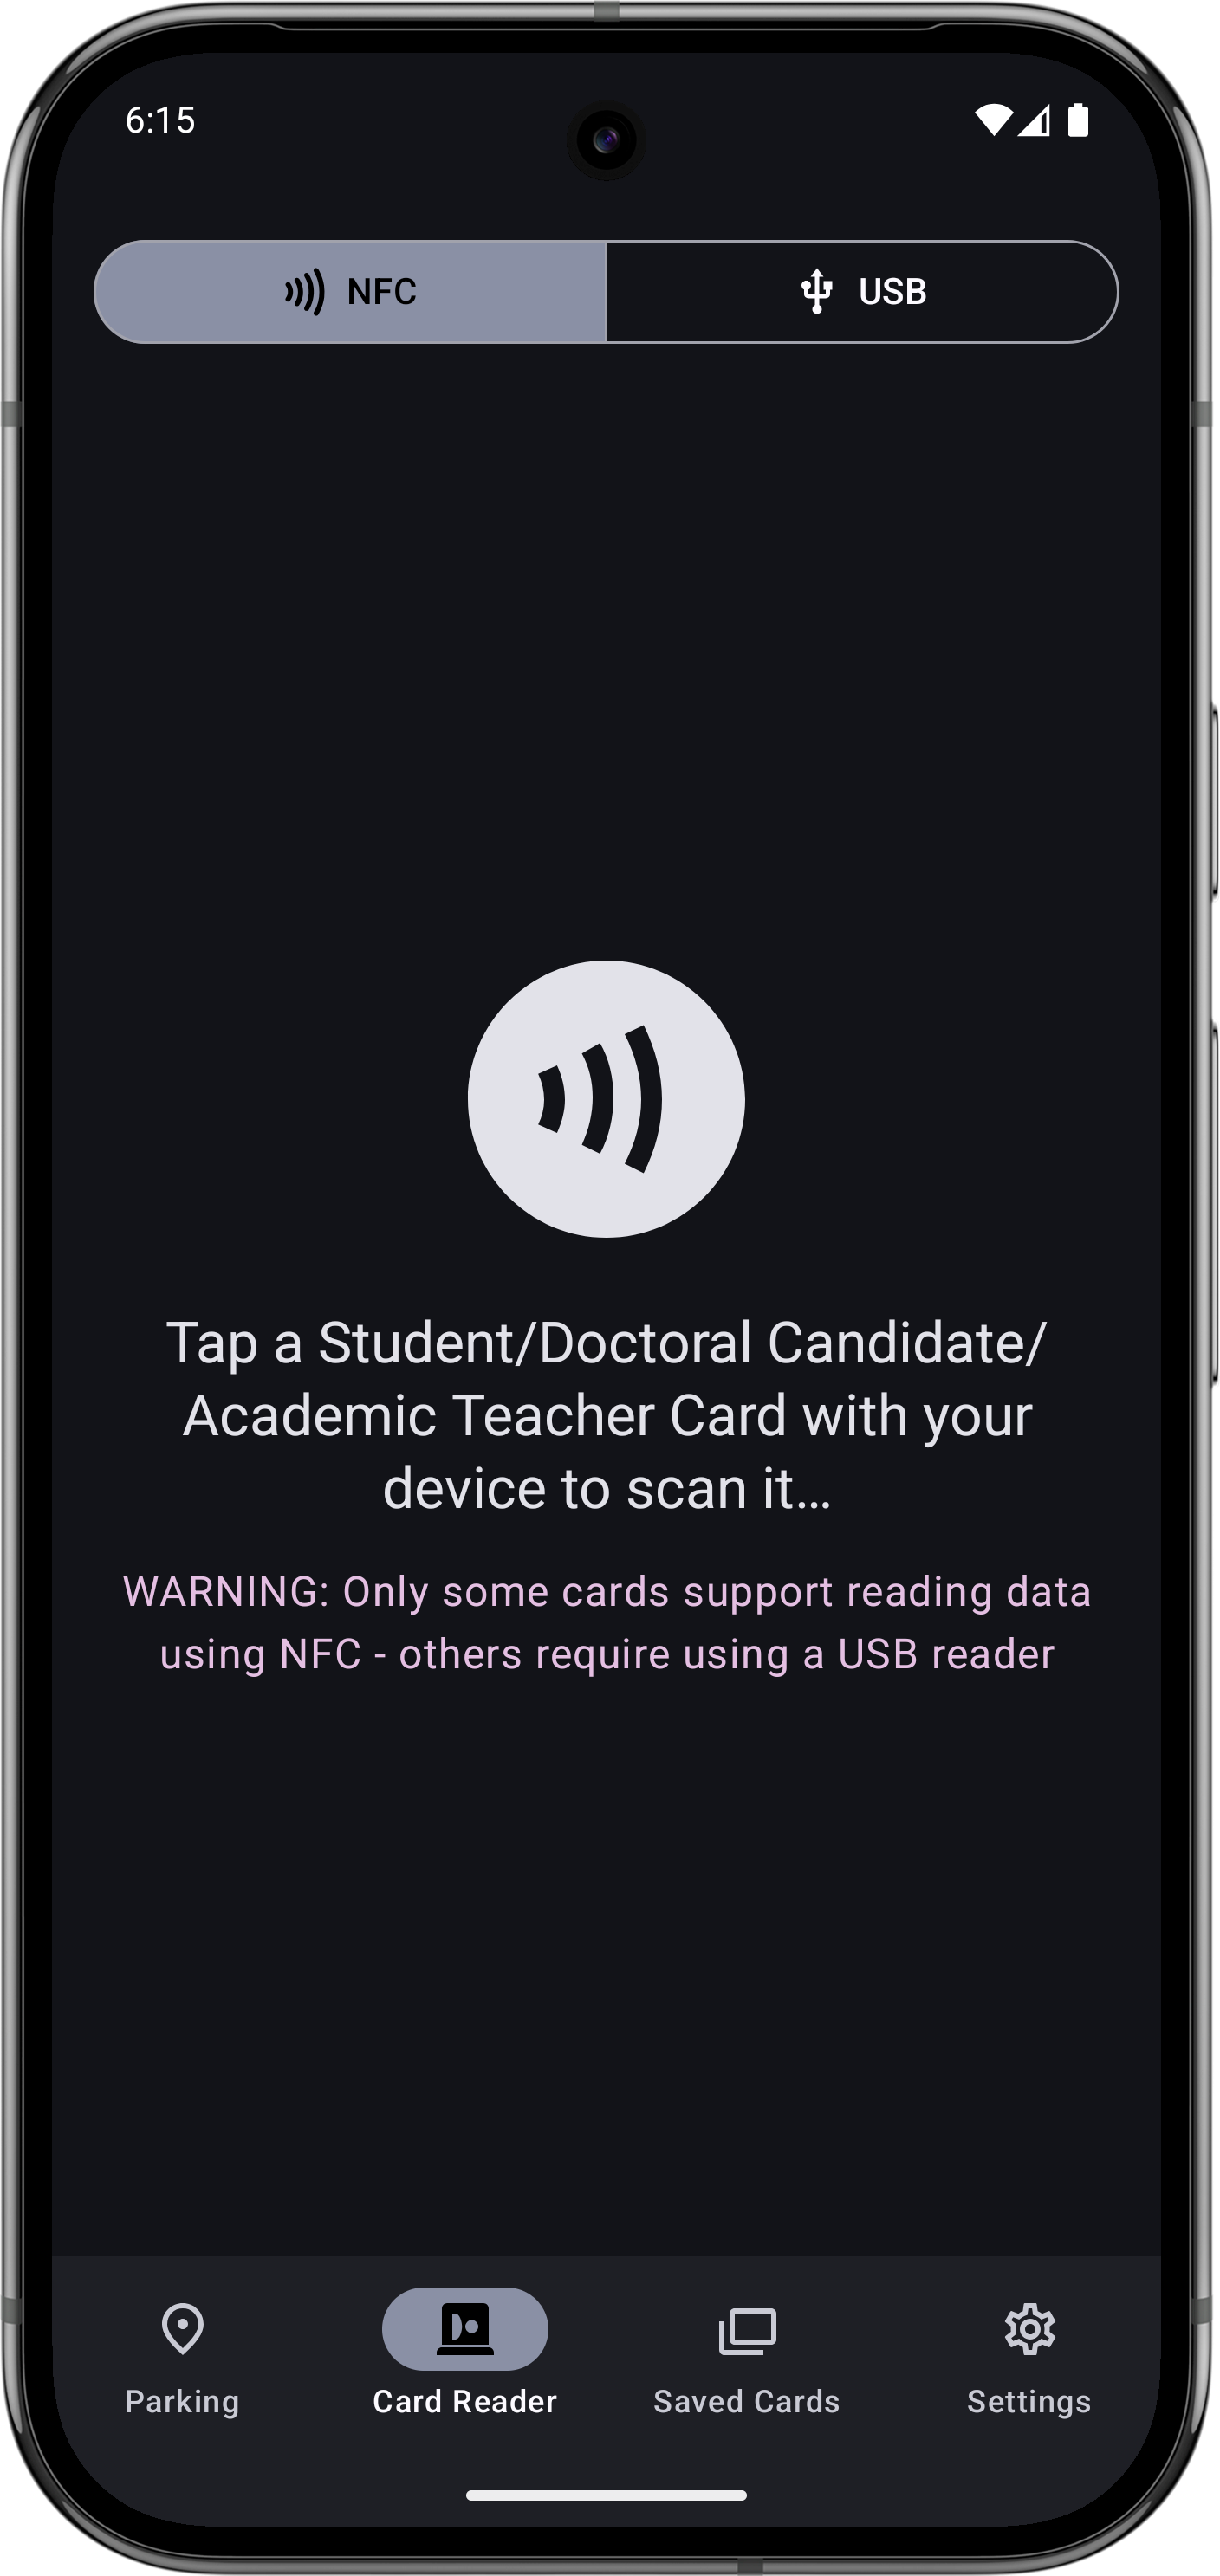 6:15
NFC
USB
Tap a Student/Doctoral Candidate/
Academic Teacher Card with your
device to scan it…
WARNING: Only some cards support reading data
using NFC - others require using a USB reader
Parking
Card Reader
Saved Cards
Settings